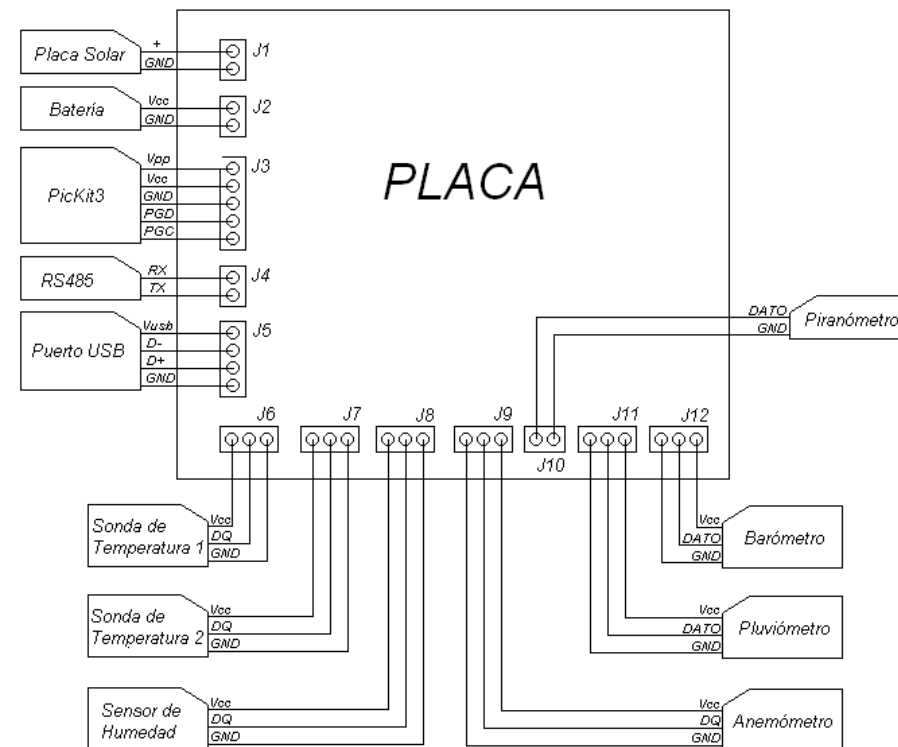 PLACA
Placa Solar
+
GND
J1
Batería
Vcc
GND
J2
PicKit3
Vpp
Vcc
GND
PGD
PGC
J3
RS485
RX
TX
J4
Puerto USB
Vusb
D-
D+
GND
J5
DATO
GND
Piranómetro
J6
J7
J8
J9
J10
J11
J12
Sonda de
Temperatura 1
Vcc
DQ
GND
Vcc
DATO
GND
Barómetro
Sonda de
Temperatura 2
Vcc
DQ
GND
Vcc
DATO
GND
Pluviómetro
Sensor de
Humedad
Vcc
DQ
GND
Vcc
DQ
GND
Anemómetro